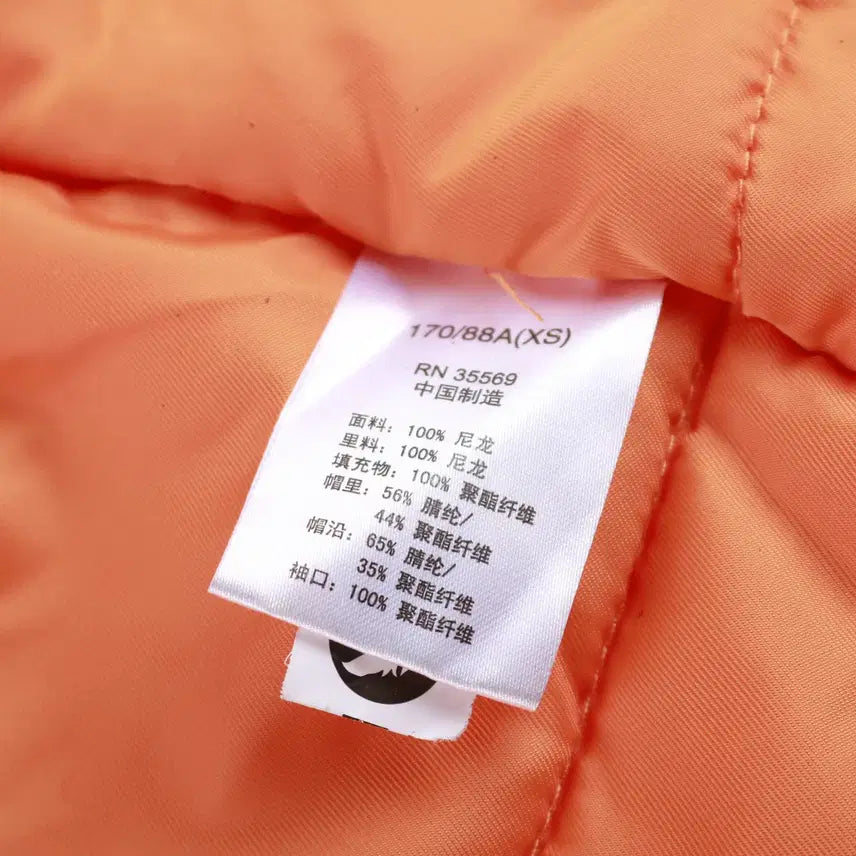 170/88A(XS)
RN 35569
中国制造
面料: 100% 尼龙
里料: 100% 尼龙
填充物: 100% 聚酯纤维
帽里: 56% 腈纶/
44% 聚酯纤维
帽沿: 65% 腈纶/
35% 聚酯纤维
袖口: 100% 聚酯纤维